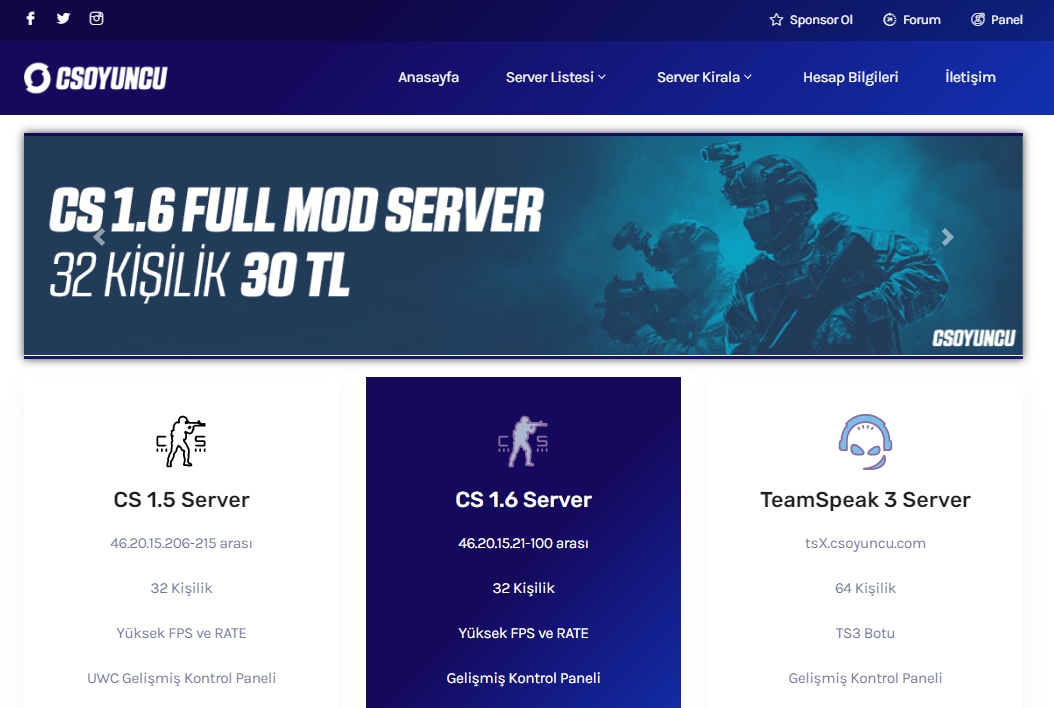 Sponsor Ol Forum Panel
CSOYUNCU
Anasayfa Server Listesi Server Kirala Hesap Bilgileri İletişim
CS 1.6 FULL MOD SERVER
32 KİŞİLİK 30 TL
CSOYUNCU
C S
C S
CS 1.5 Server
CS 1.6 Server
TeamSpeak 3 Server
46.20.15.206-215 arası
46.20.15.21-100 arası
tsX.csoyuncu.com
32 Kişilik
32 Kişilik
64 Kişilik
Yüksek FPS ve RATE
Yüksek FPS ve RATE
TS3 Botu
UWC Gelişmiş Kontrol Paneli
Gelişmiş Kontrol Paneli
Gelişmiş Kontrol Paneli